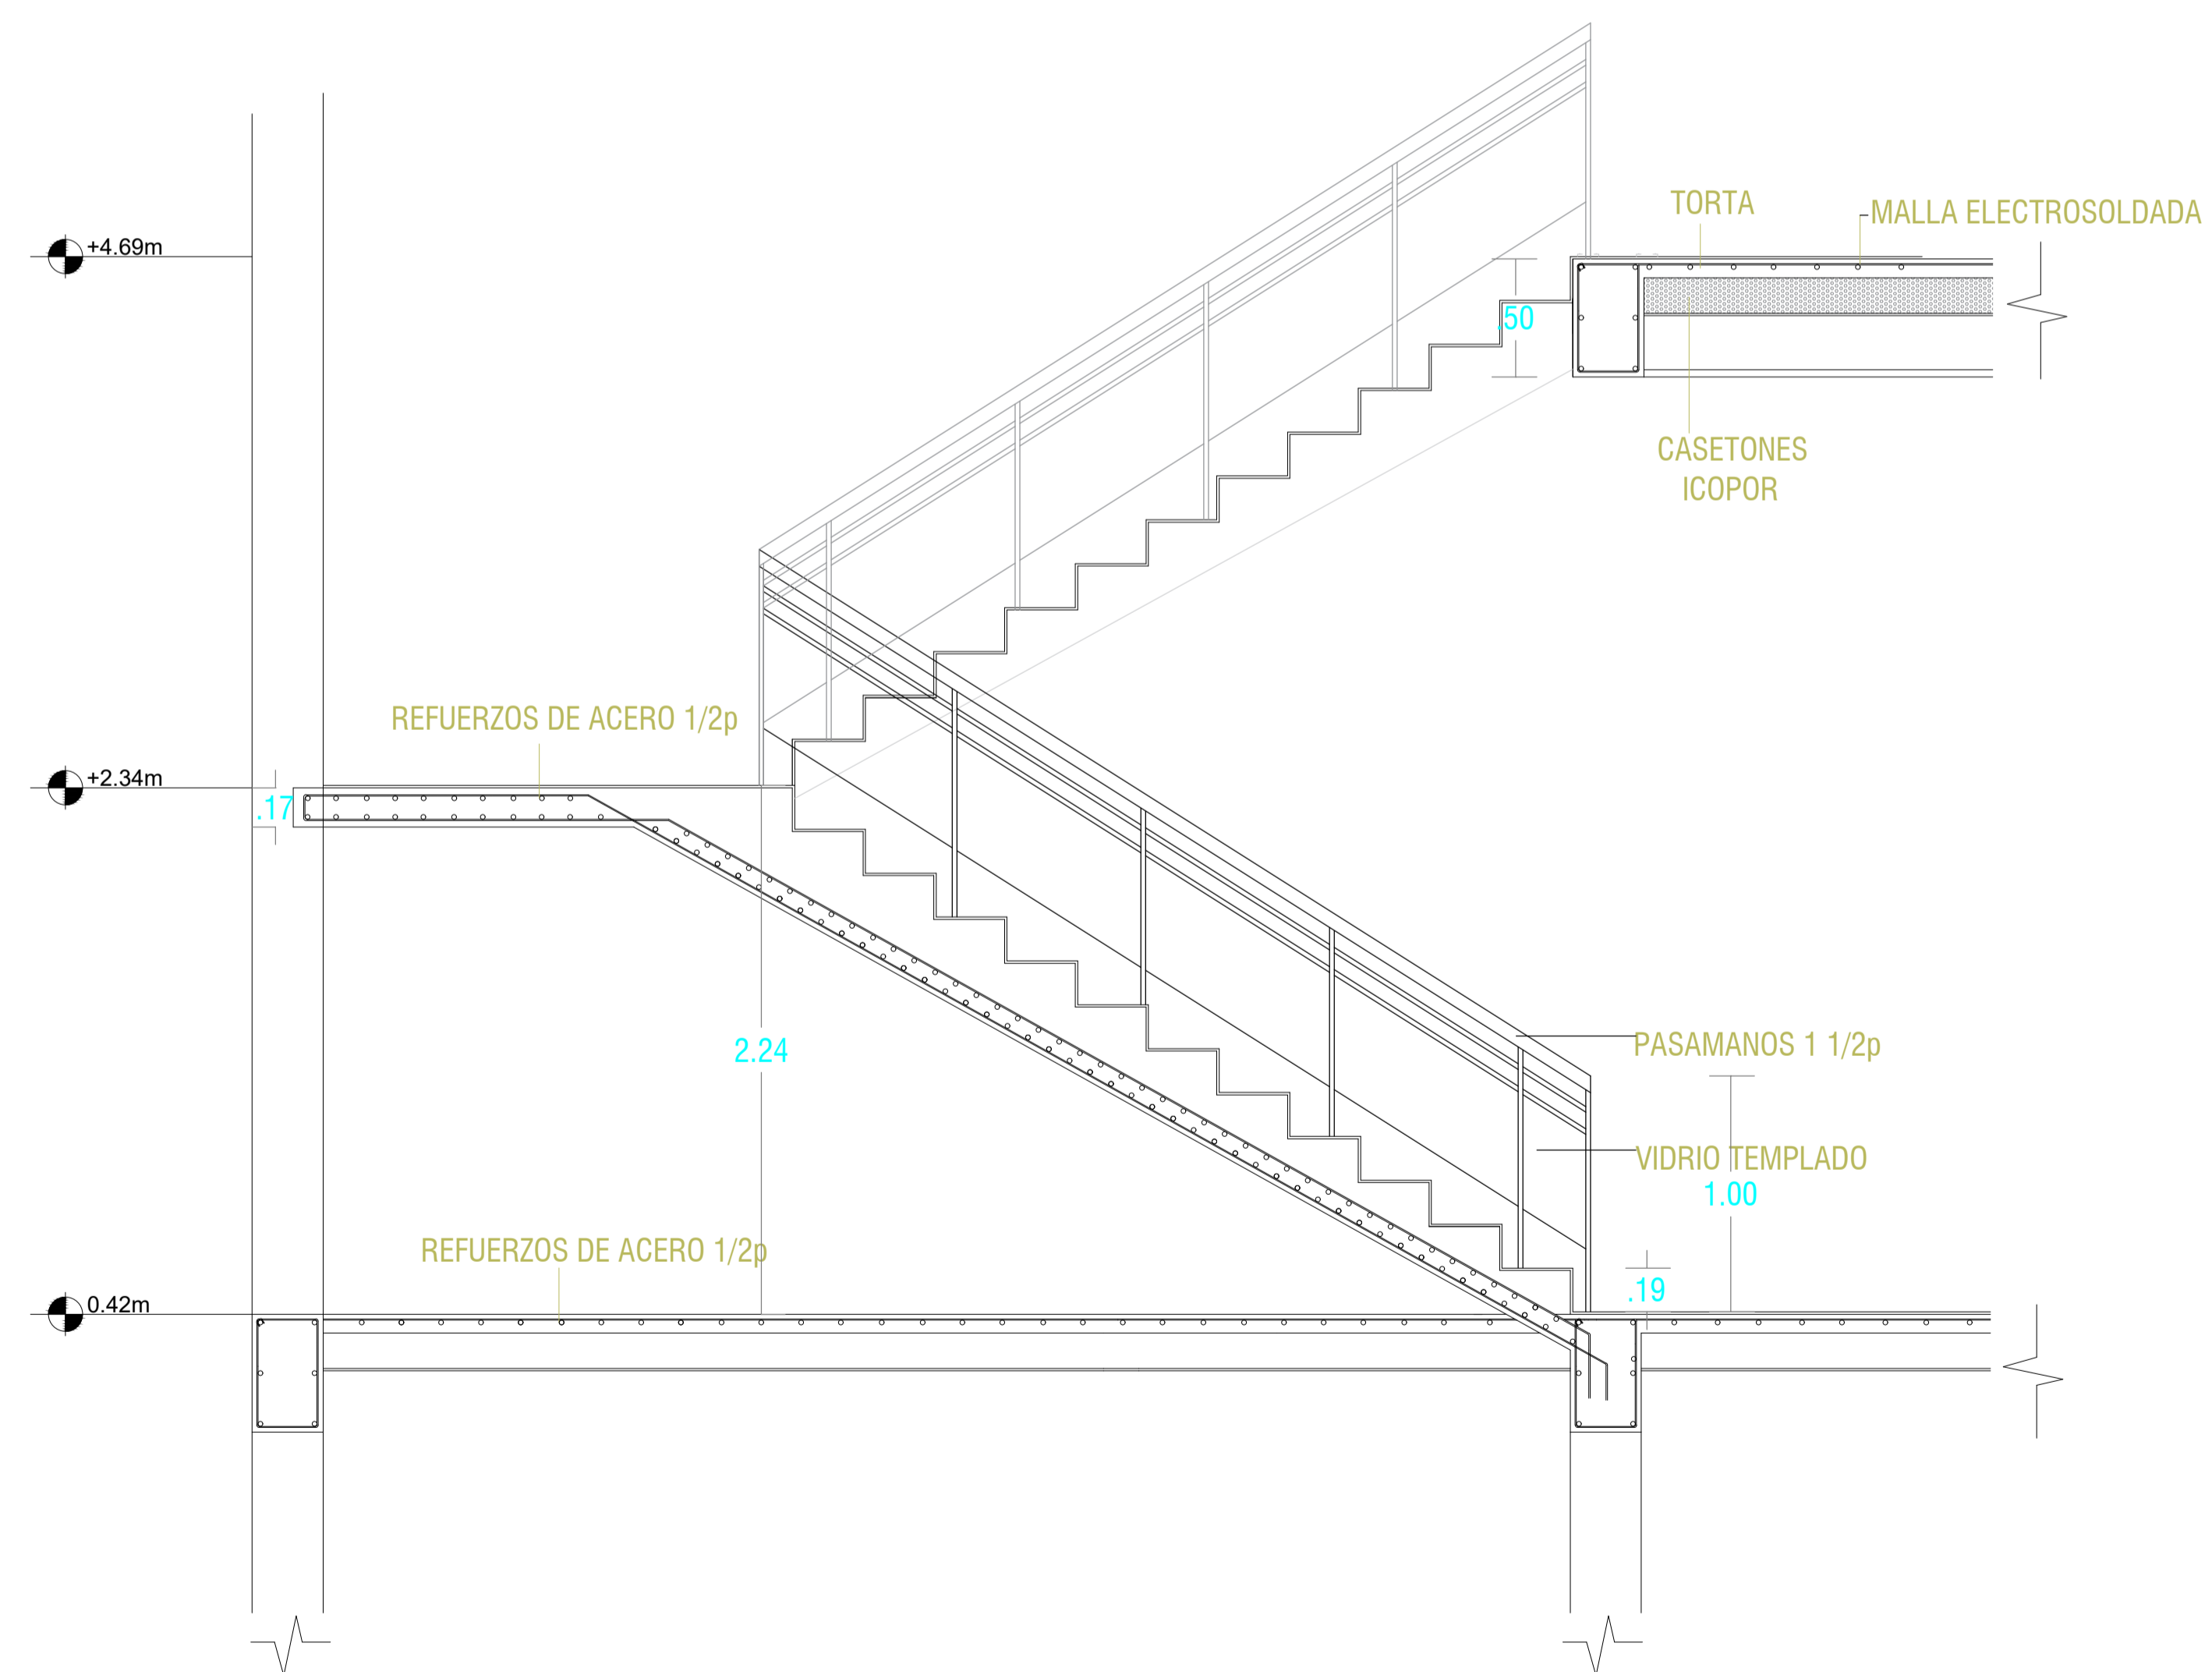 TORTA
MALLA ELECTROSOLDADA
+4.69m
.50
CASETONES
ICOPOR
REFUERZOS DE ACERO 1/2p
+2.34m
.17
2.24
PASAMANOS 1 1/2p
VIDRIO TEMPLADO
1.00
REFUERZOS DE ACERO 1/2p
.19
0.42m